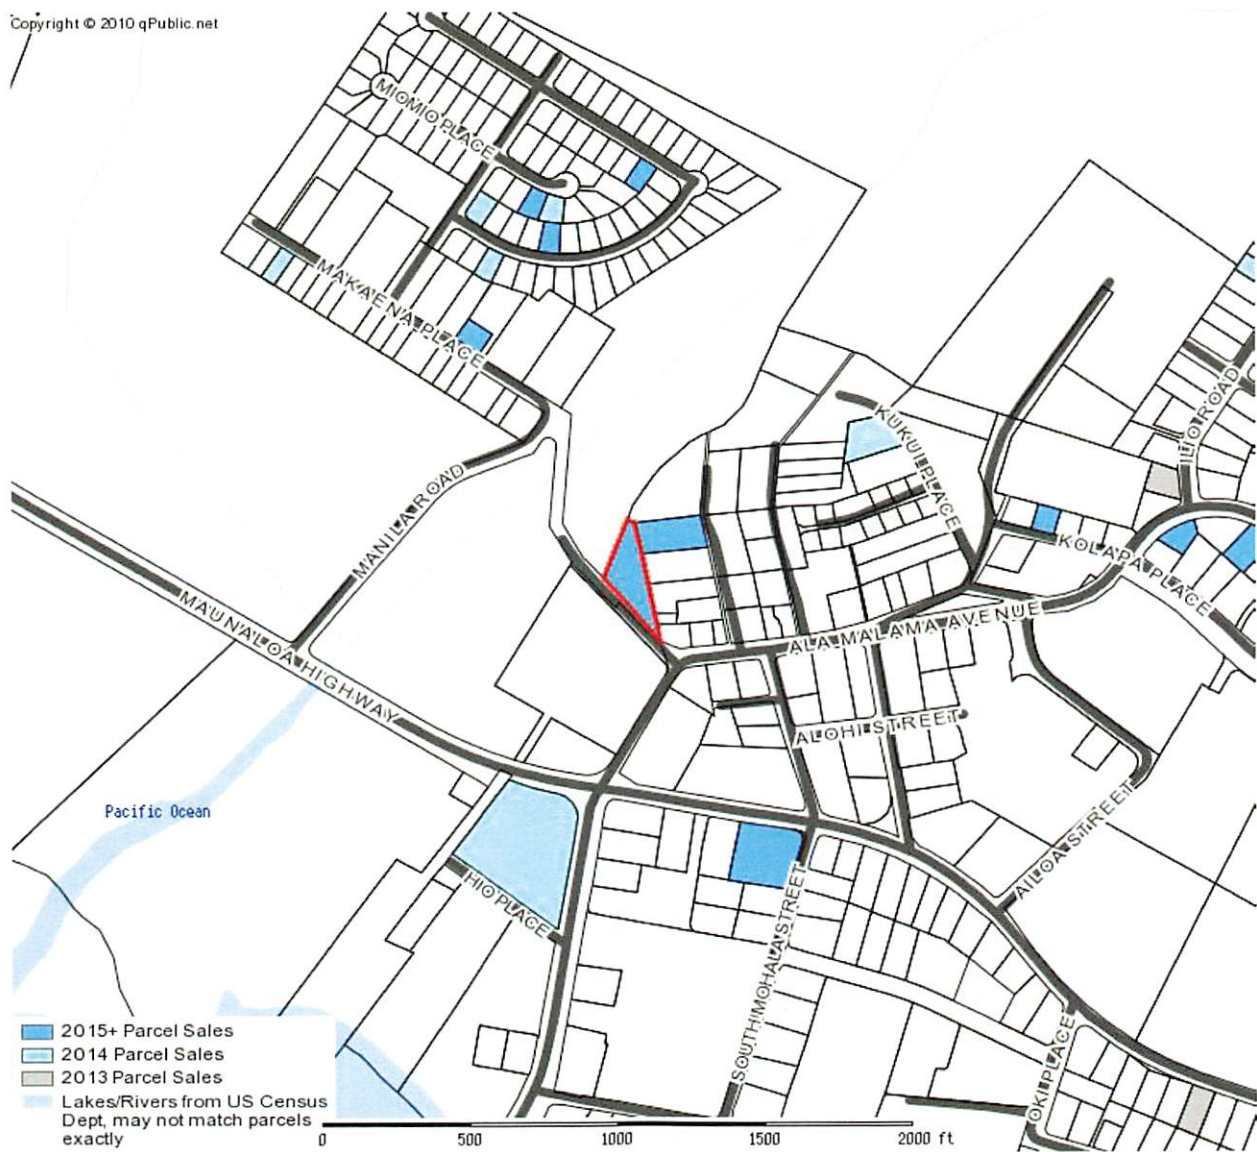 Copyright © 2010 qPublic.net
MIOMIO PLACE
MAKAENA PLACE
KUKUI PLACE
ILIO ROAD
MANILA ROAD
KOLAPA PLACE
MAUNALOA HIGHWAY
ALA MALAMA AVENUE
ALOHI STREET
Pacific Ocean
AILOA STREET
HIO PLACE
SOUTH MOHALA STREET
OKI PLACE
2015+ Parcel Sales
2014 Parcel Sales
2013 Parcel Sales
Lakes/Rivers from US Census
Dept, may not match parcels
exactly
0 500 1000 1500 2000 ft